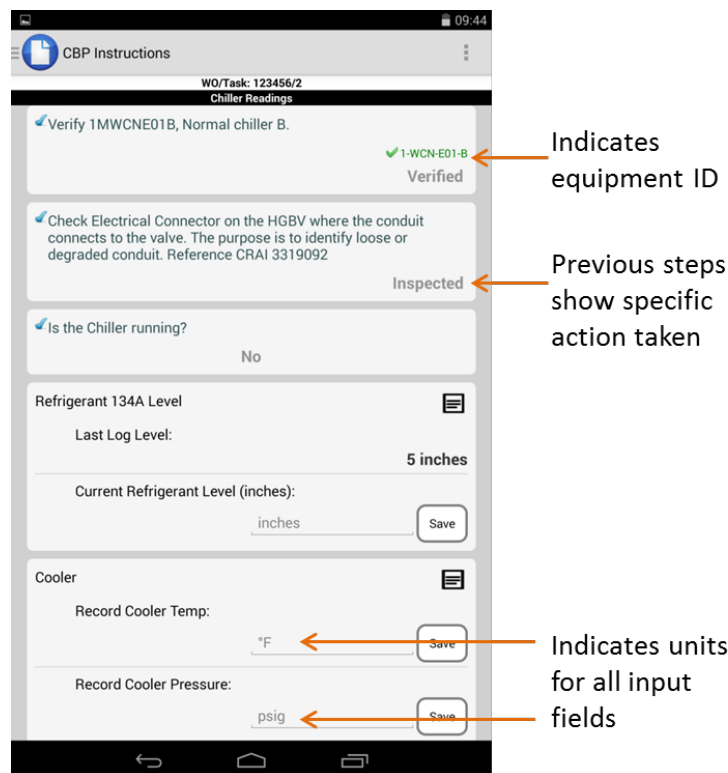 09:44
CBP Instructions
WO/Task: 123456/2
Chiller Readings
Verify 1MWCNE01B, Normal chiller B.
1-WCN-E01-B
Verified
Indicates
equipment ID
Check Electrical Connector on the HGBV where the conduit
connects to the valve. The purpose is to identify loose or
degraded conduit. Reference CRAI 3319092
Inspected
Previous steps
show specific
action taken
Is the Chiller running?
No
Refrigerant 134A Level
Last Log Level:
5 inches
Current Refrigerant Level (inches):
inches Save
Cooler
Record Cooler Temp:
°F Save
Record Cooler Pressure:
psig Save
Indicates units
for all input
fields